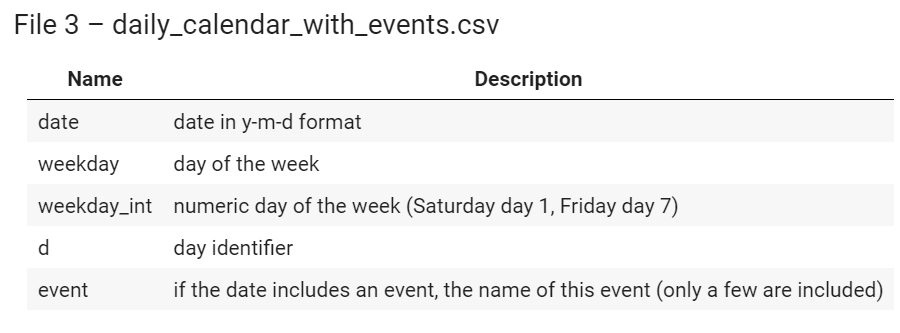 File 3 – daily_calendar_with_events.csv
Name Description
date date in y-m-d format
weekday day of the week
weekday_int numeric day of the week (Saturday day 1, Friday day 7)
d day identifier
event if the date includes an event, the name of this event (only a few are included)